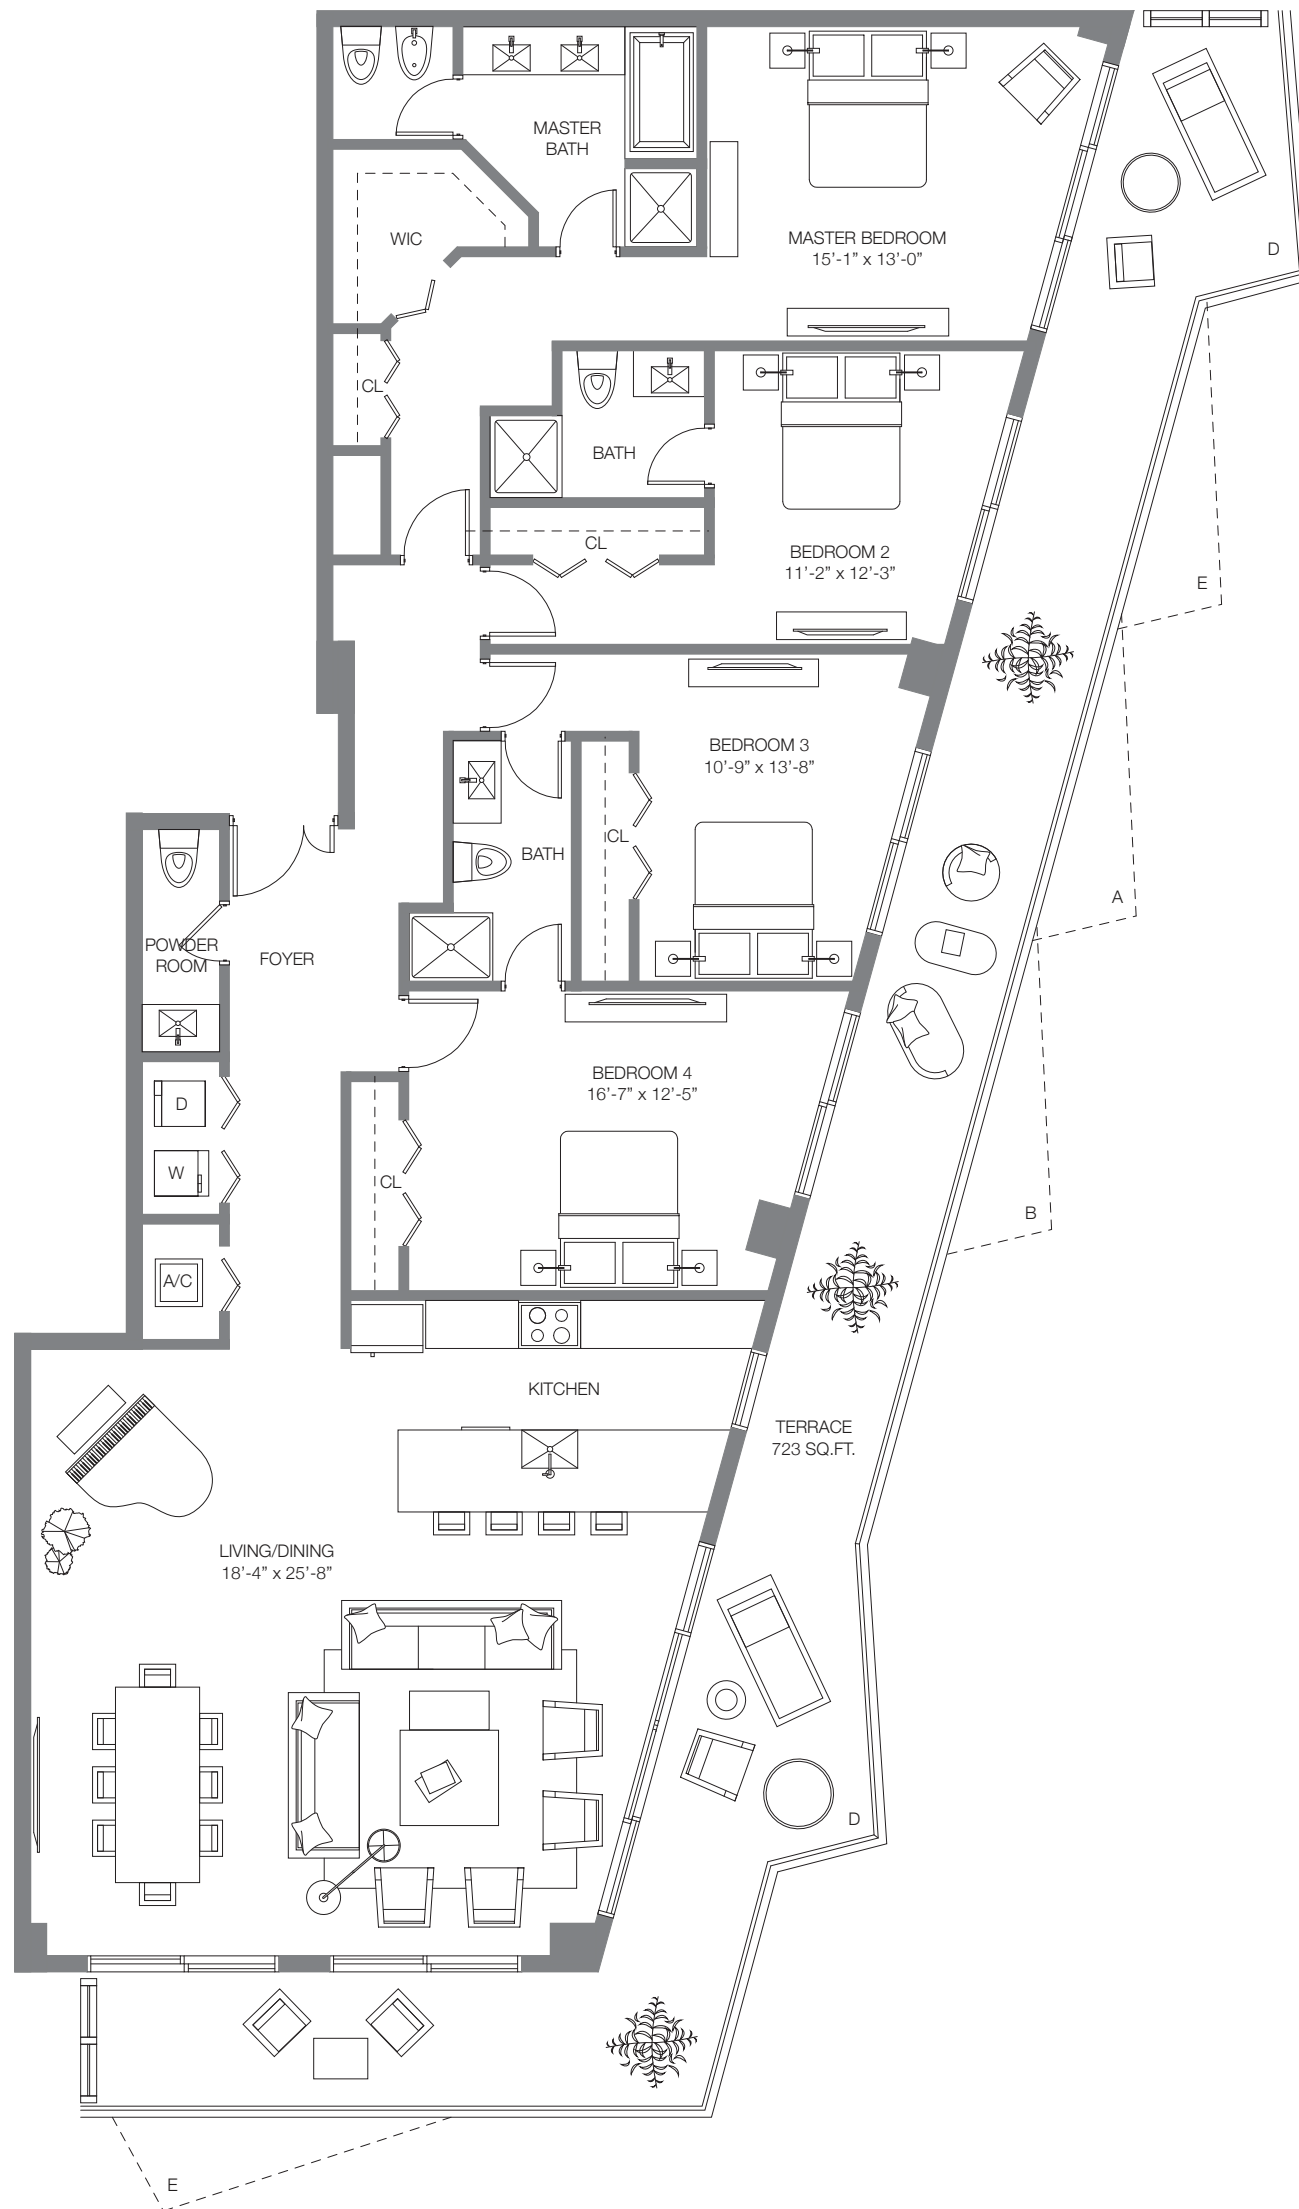 MASTER
BATH
WIC
MASTER BEDROOM
15'-1” x 13'-0”
D
CL
BATH
CL
BEDROOM 2
11'-2” x 12'-3”
E
BEDROOM 3
10'-9” x 13'-8”
CL
BATH
A
POWDER
ROOM
FOYER
BEDROOM 4
16'-7” x 12'-5”
D
W
CL
B
A/C
KITCHEN
TERRACE
723 SQ.FT.
LIVING/DINING
18'-4” x 25'-8”
D
E